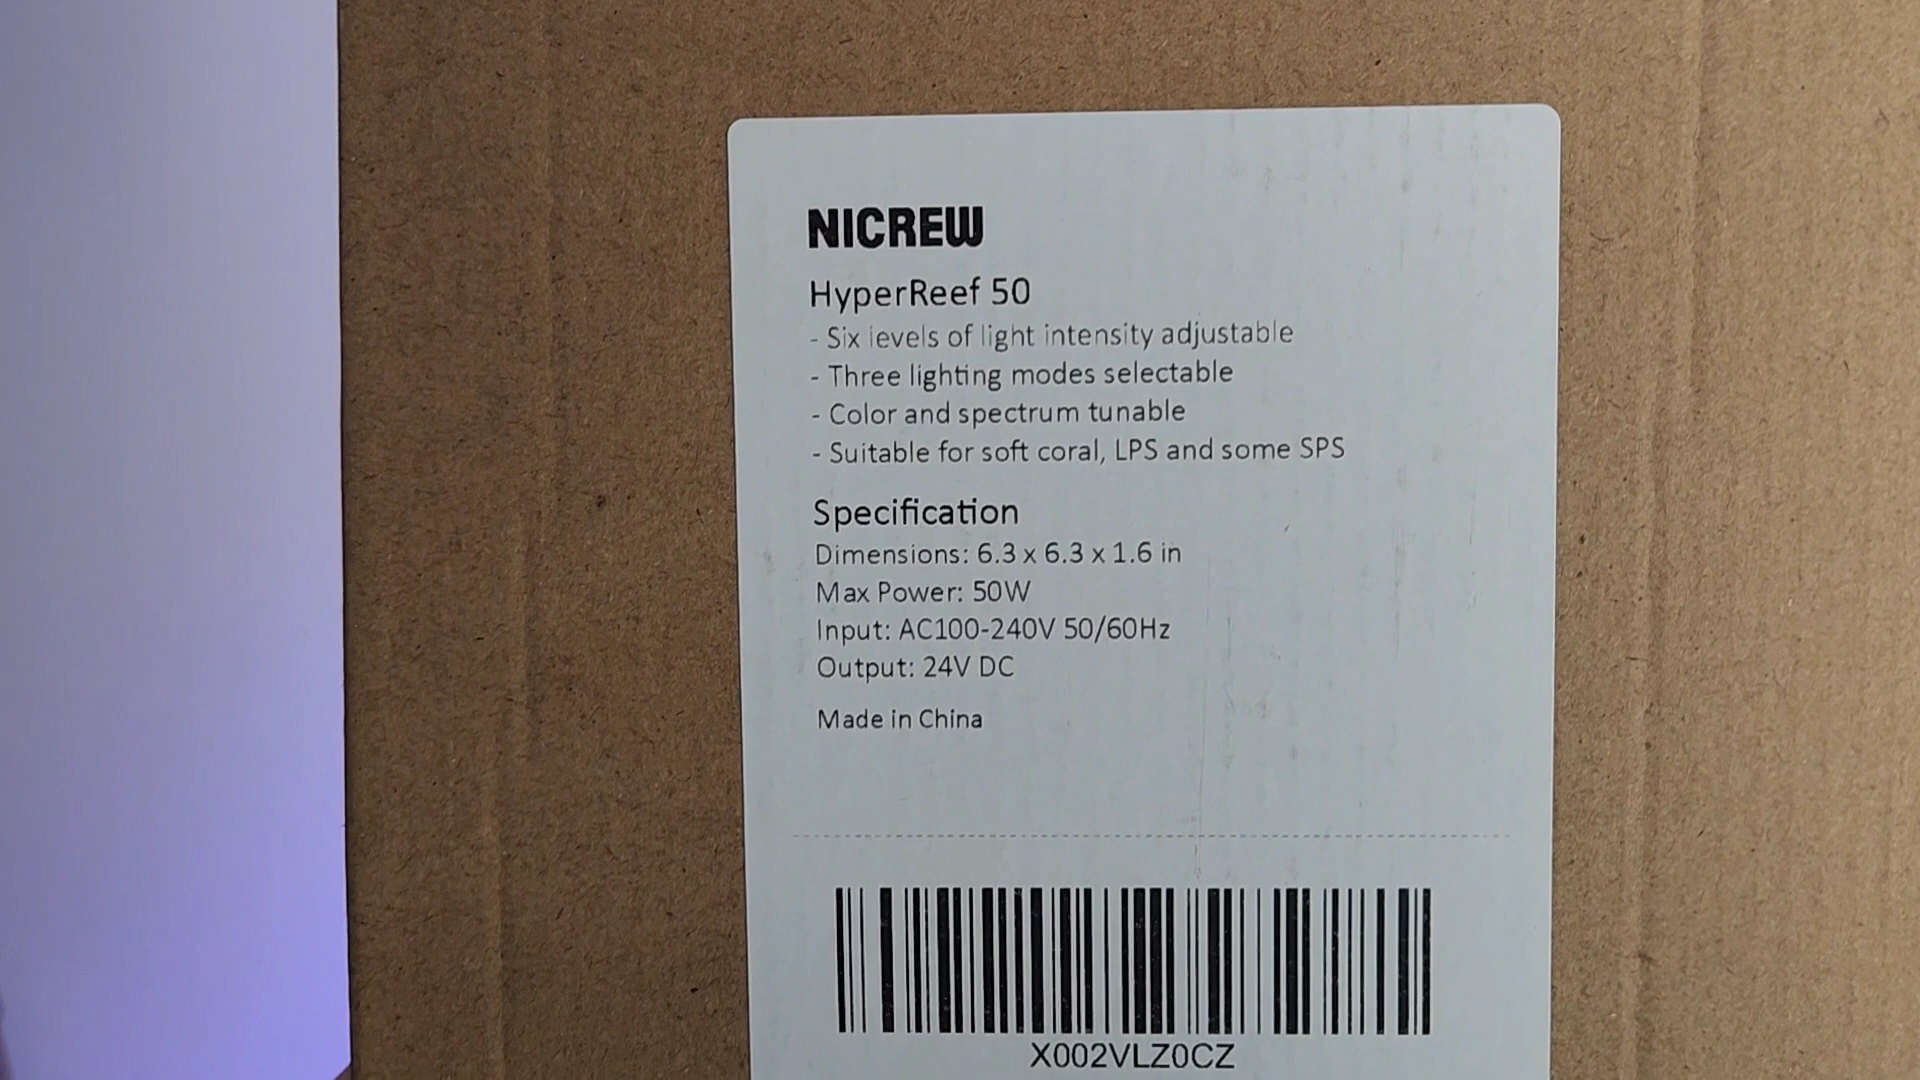 NICREW
HyperReef 50
- Six levels of light intensity adjustable
- Three lighting modes selectable
- Color and spectrum tunable
- Suitable for soft coral, LPS and some SPS
Specification
Dimensions: 6.3 x 6.3 x 1.6 in
Max Power: 50W
Input: AC100-240V 50/60Hz
Output: 24V DC
Made in China
X002VLZ0CZ